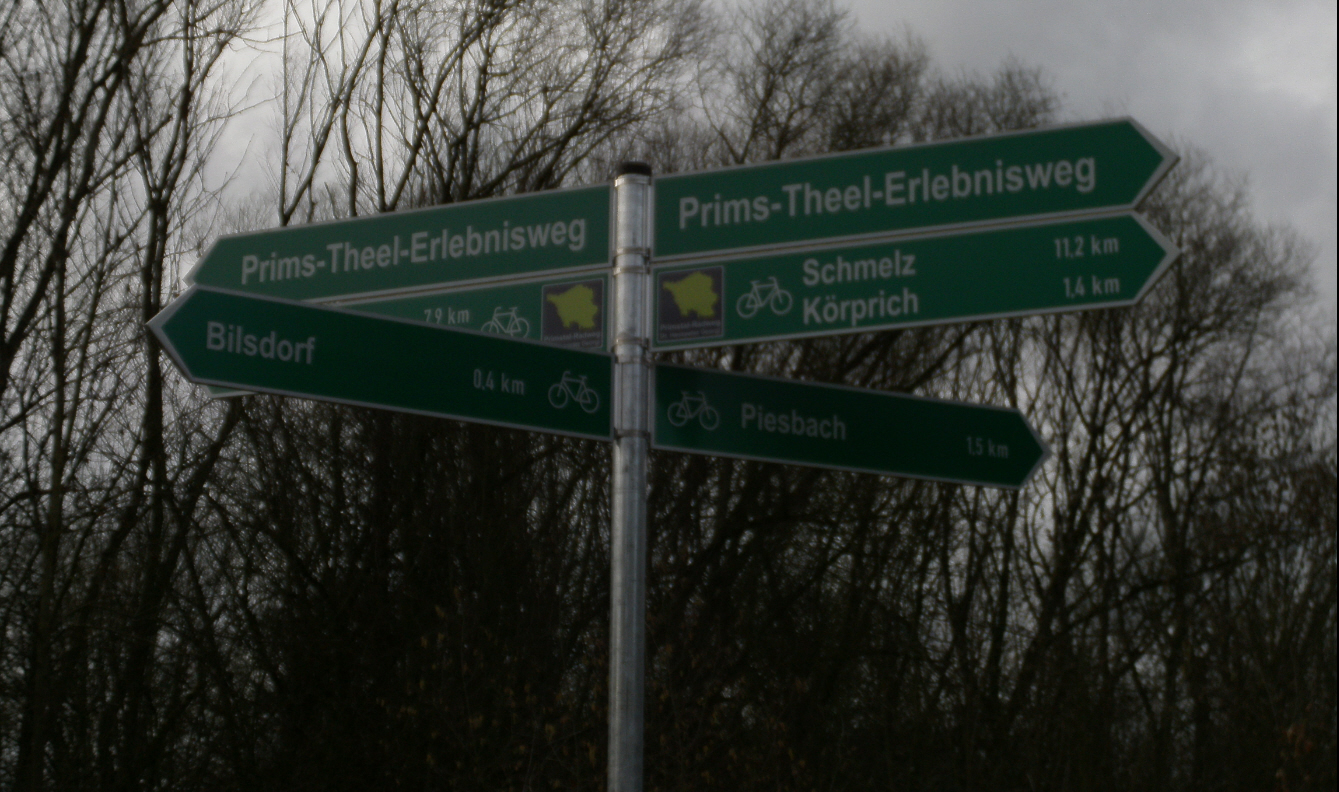 Prims-Theel-Erlebnisweg
7,9 km
Bilsdorf
0,4 km
Prims-Theel-Erlebnisweg
Schmelz 11,2 km
Körprich 1,4 km
Piesbach 1,5 km